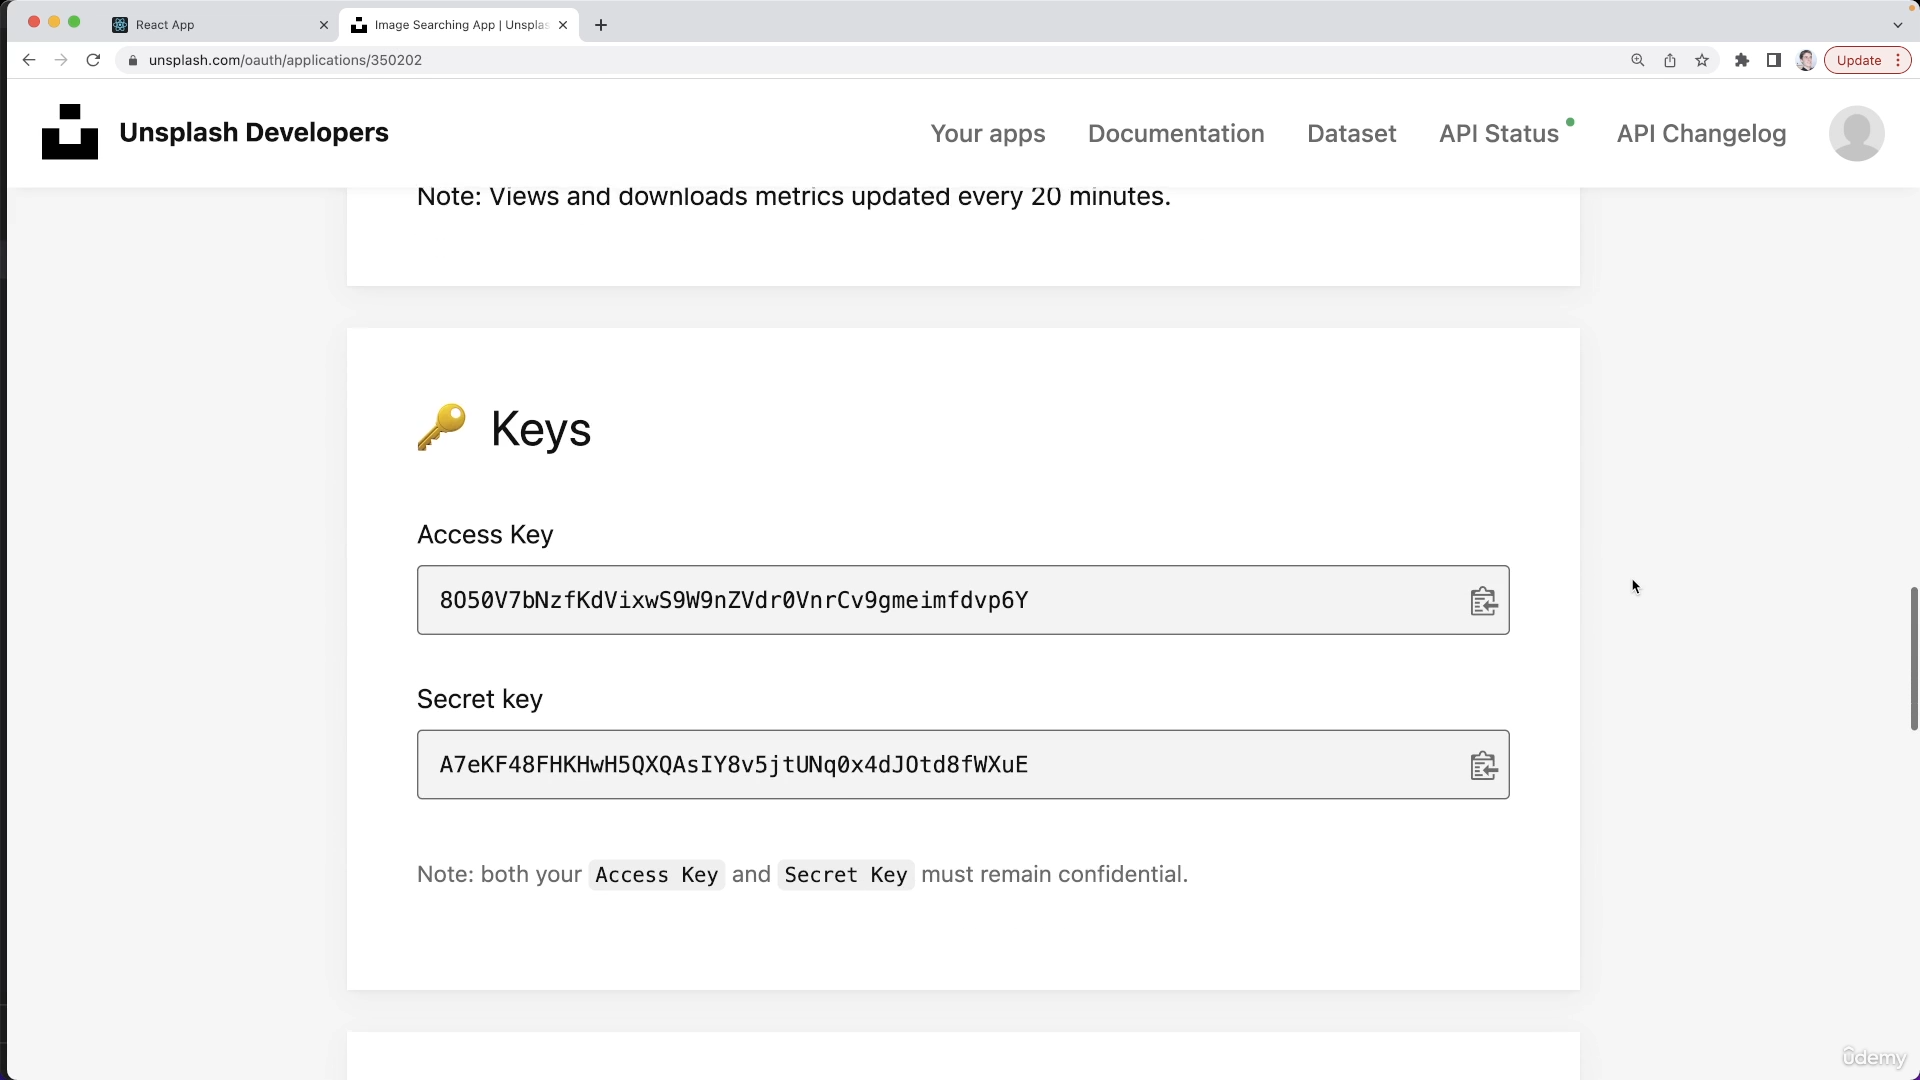 React App
Image Searching App | Unsplas
unsplash.com/oauth/applications/350202
Update
Unsplash Developers
Your apps
Documentation
Dataset
API Status
API Changelog
Note: Views and downloads metrics updated every 20 minutes.
🔑 Keys
Access Key
8O50V7bNzfKdVixwS9W9nZVdr0VnrCv9gmeimfdvp6Y
Secret key
A7eKF48FHKHwH5QXQAsIY8v5jtUNq0x4dJOtd8fWXuE
Note: both your Access Key and Secret Key must remain confidential.
ûdemy